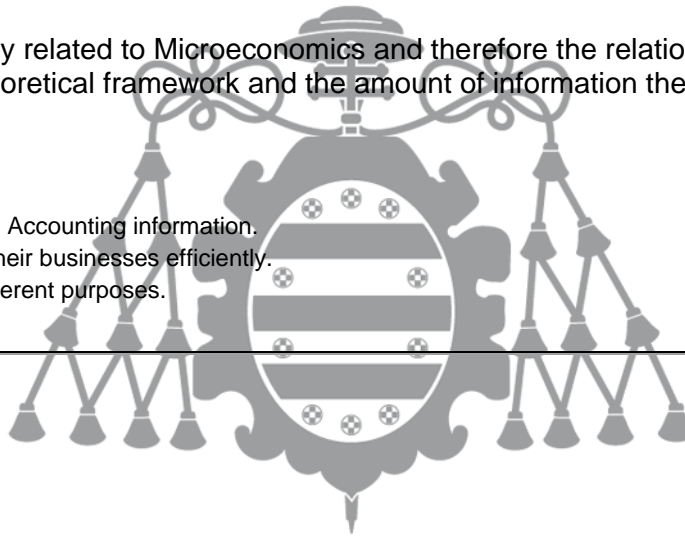 y related to Microeconomics and therefore the relatio
oretical framework and the amount of information the
Accounting information.
heir businesses efficiently.
erent purposes.